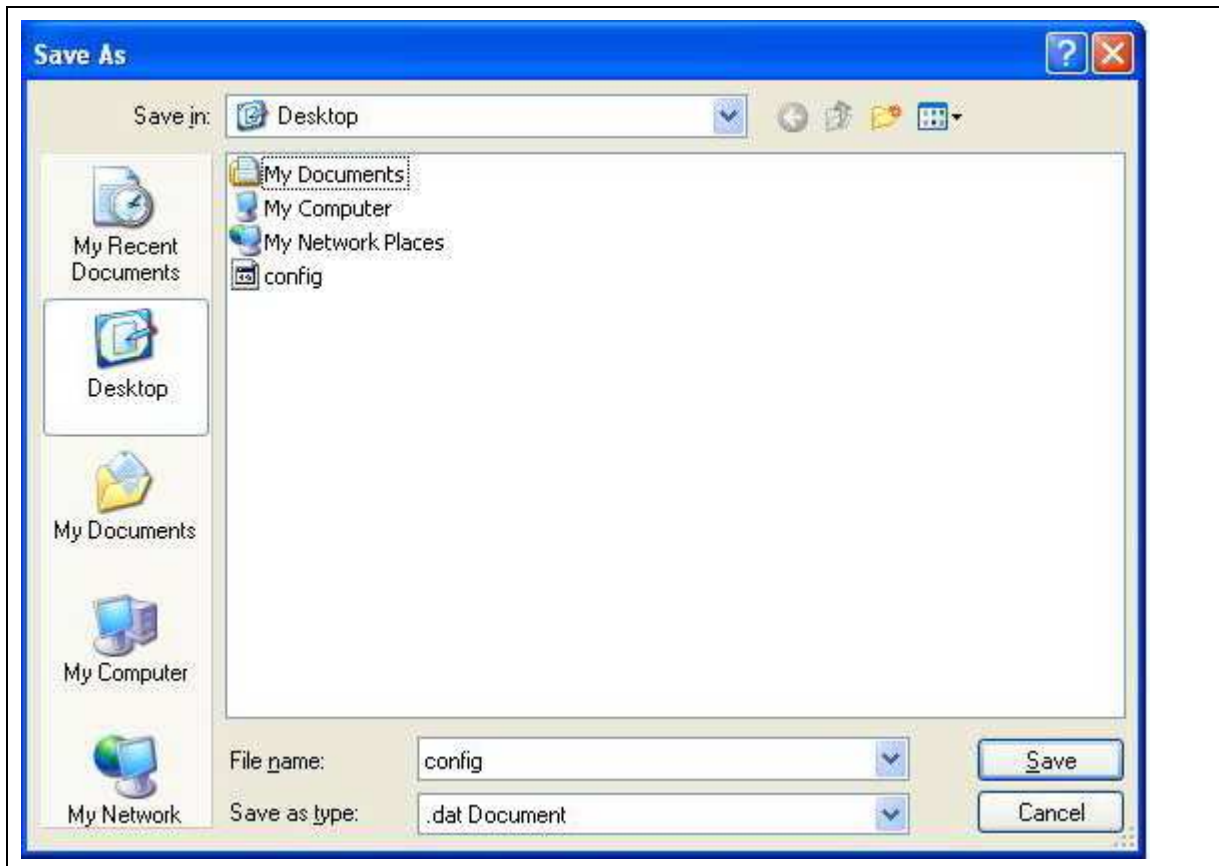 Save As
Save in:
Desktop
My Recent
Documents
Desktop
My Documents
My Computer
My Network
My Documents
My Computer
My Network Places
config
File name:
config
Save
Save as type:
.dat Document
Cancel